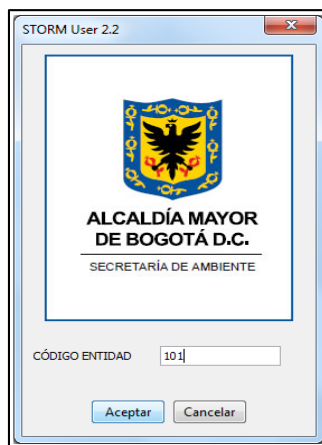 STORM User 2.2
ALCALDÍA MAYOR
DE BOGOTÁ D.C.
SECRETARÍA DE AMBIENTE
CÓDIGO ENTIDAD 101
Aceptar Cancelar